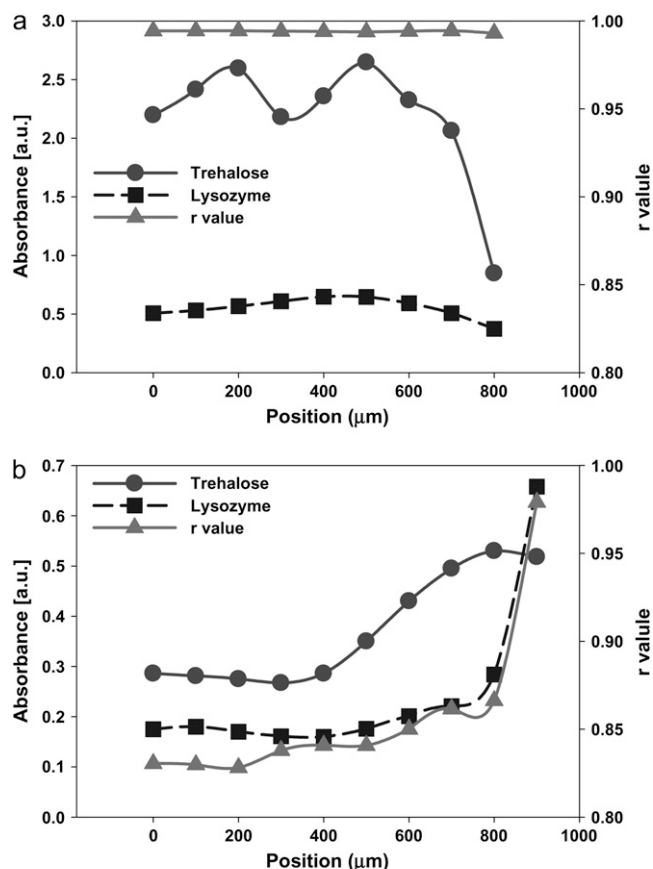 a
3.0
2.5
2.0
1.5
1.0
0.5
0.0
Absorbance [a.u.]
Trehalose
Lysozyme
r value
1.00
0.95
0.90
0.85
0.80
r valule
0 200 400 600 800 1000
Position (μm)
b
0.7
0.6
0.5
0.4
0.3
0.2
0.1
0.0
Absorbance [a.u.]
Trehalose
Lysozyme
r value
1.00
0.95
0.90
0.85
0.80
r valule
0 200 400 600 800 1000
Position (μm)